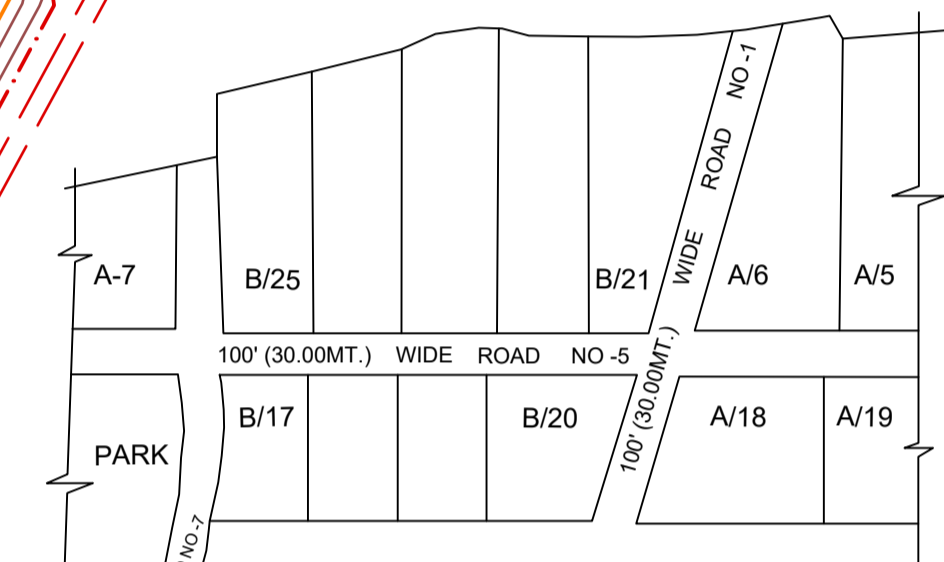 WIDE ROAD NO -1
A-7
B/25
B/21
A/6
A/5
100' (30.00MT.) WIDE ROAD NO -5
100' (30.00MT.)
B/17
B/20
A/18
A/19
PARK
NO -7